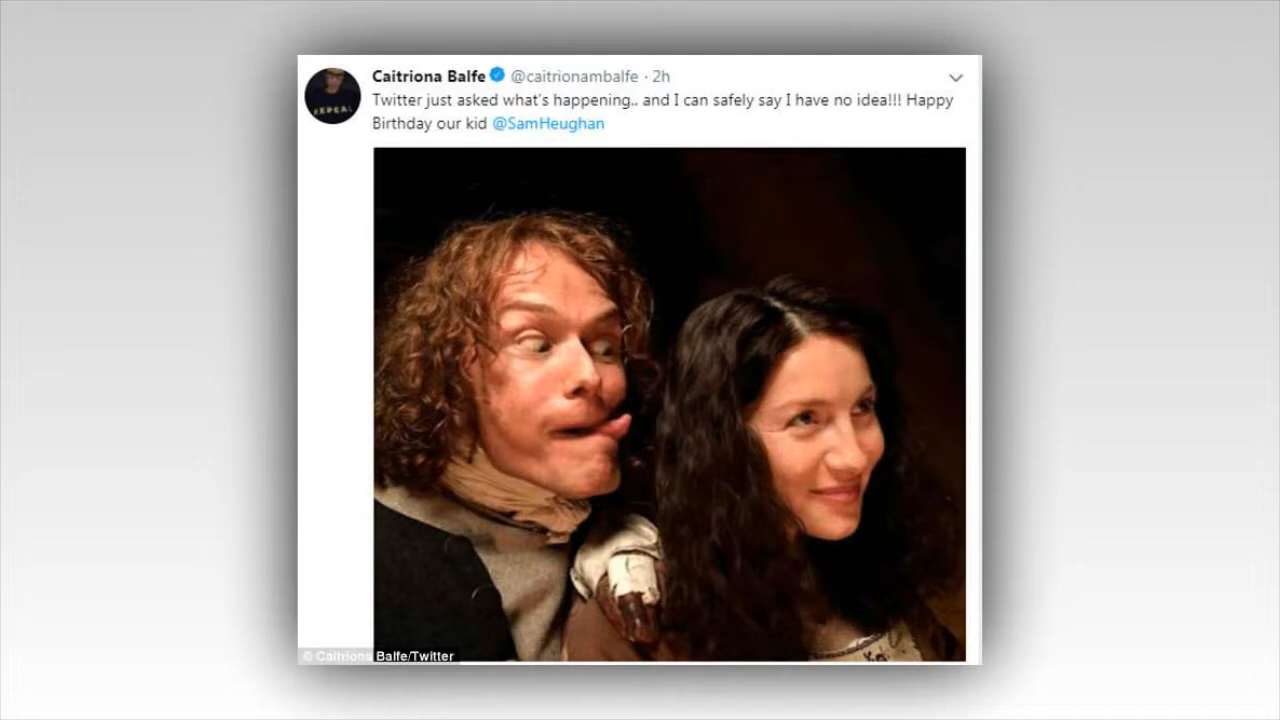 Caitriona Balfe @caitrionambalfe · 2h
Twitter just asked what's happening.. and I can safely say I have no idea!!! Happy
Birthday our kid @SamHeughan
© Caitriona Balfe/Twitter